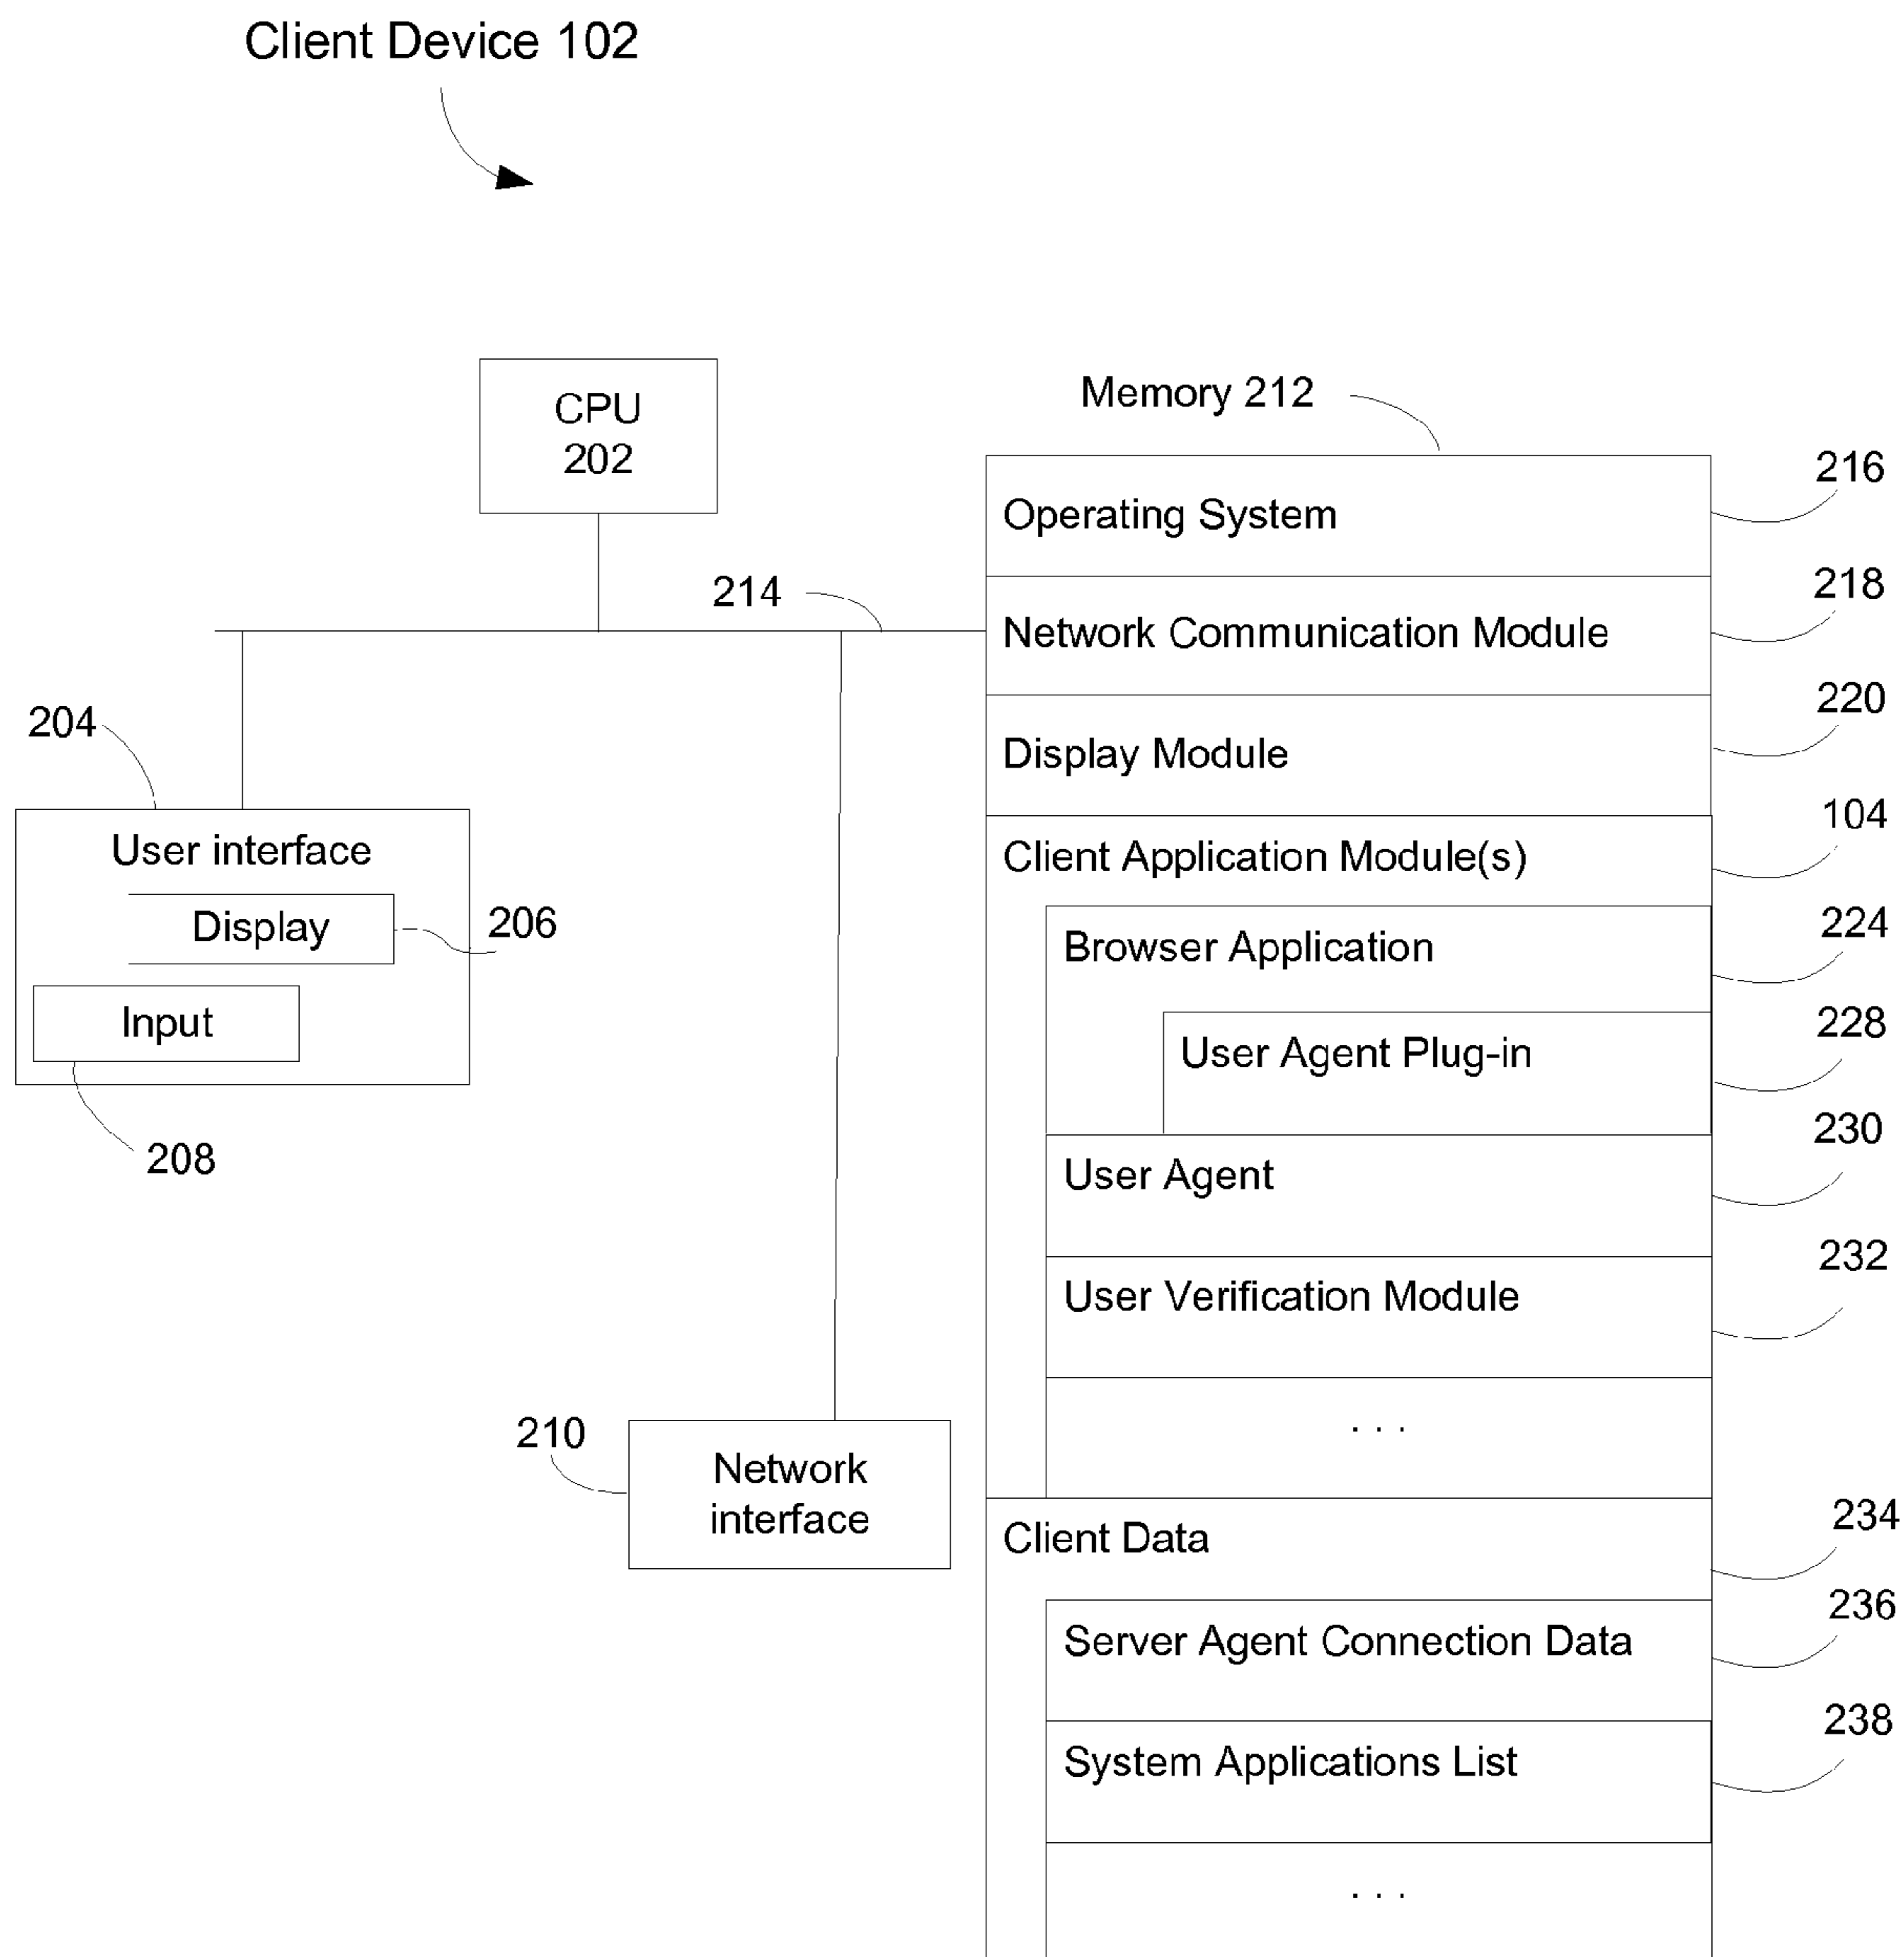 Client Device 102
CPU
202
Memory 212
216
Operating System
214
218
Network Communication Module
204
220
Display Module
User interface
104
Client Application Module(s)
Display
206
224
Browser Application
Input
228
User Agent Plug-in
208
230
User Agent
232
User Verification Module
. . .
210
Network
interface
234
Client Data
236
Server Agent Connection Data
238
System Applications List
. . .